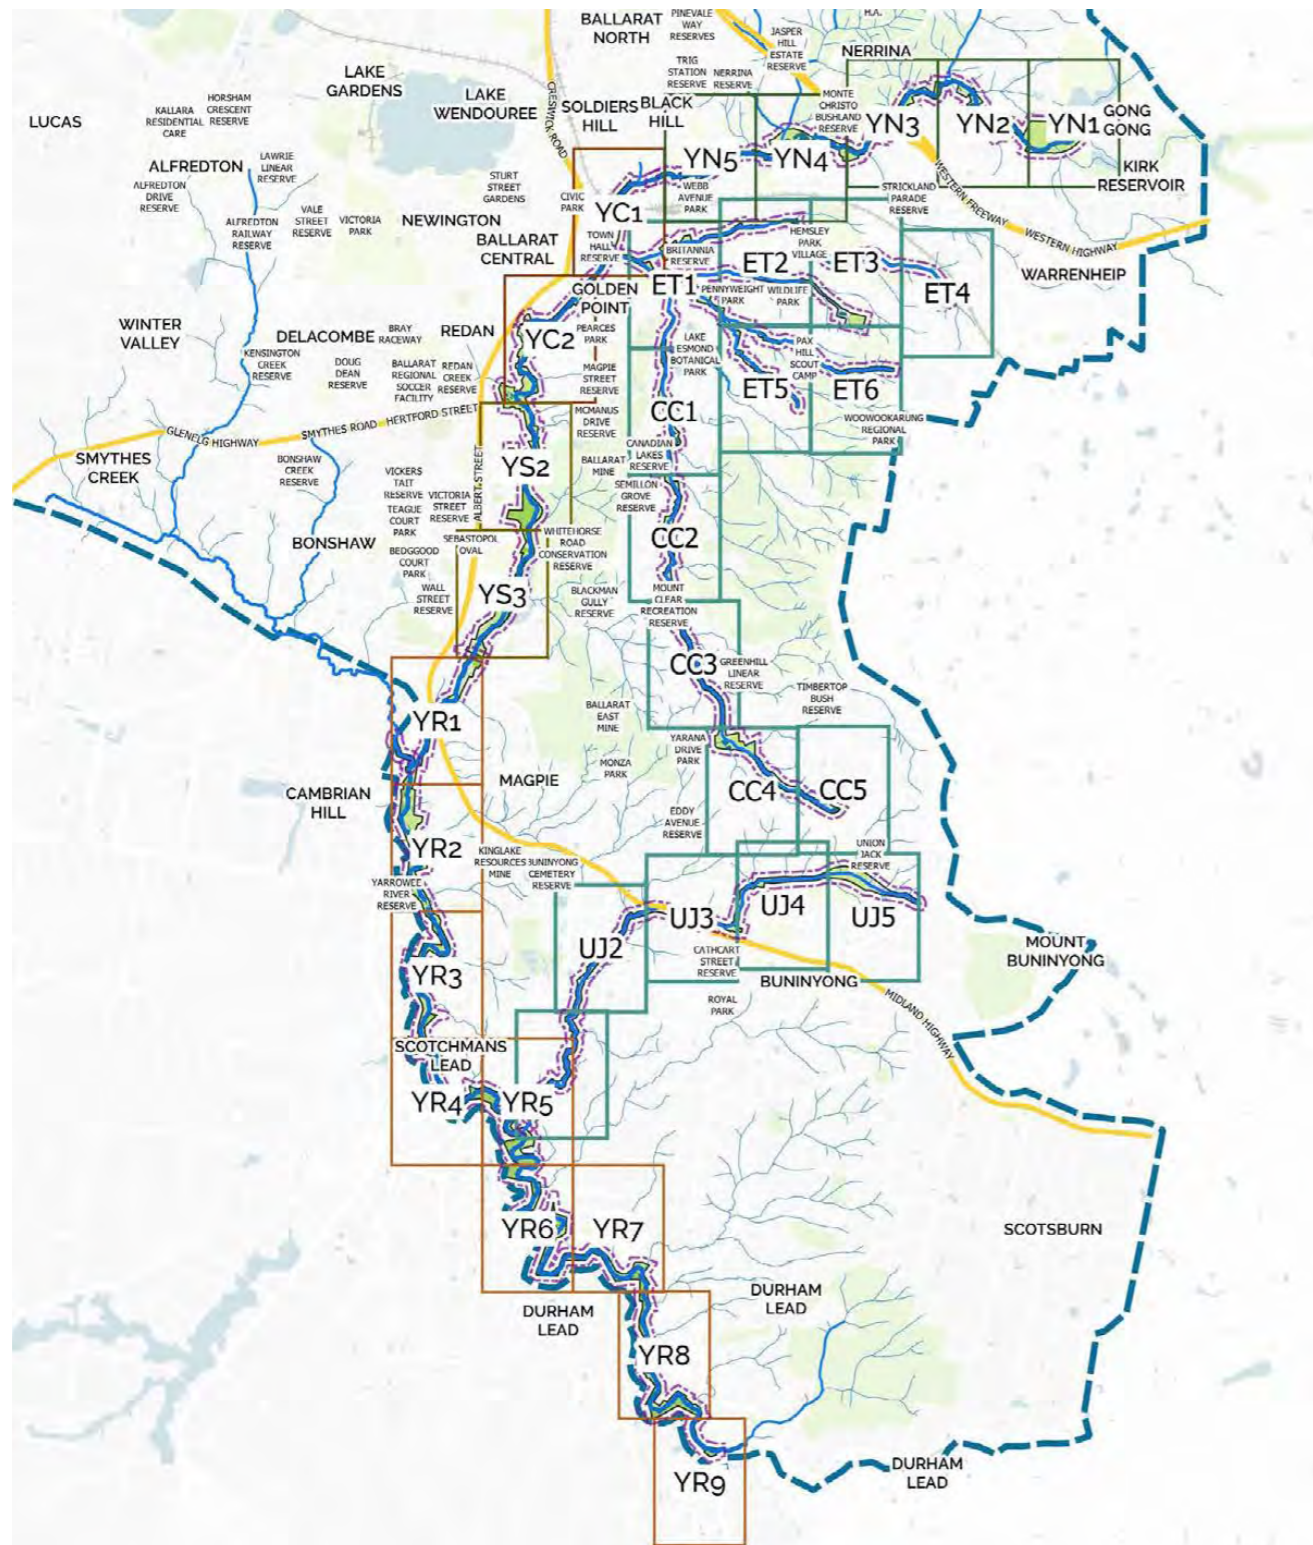 BALLARAT
NORTH
PINEVALE
WAY
RESERVES
H.A.
JASPER
HILL
ESTATE
RESERVE
NERRINA
TRIG
STATION
RESERVE
NERRINA
RESERVE
LAKE
GARDENS
LAKE
WENDOUREE
CRESWICK ROAD
SOLDIERS
HILL
BLACK
HILL
MONTE
CHRISTO
BUSHLAND
RESERVE
YN3
YN2
YN1
GONG
GONG
KIRK
RESERVOIR
LUCAS
KALLARA
RESIDENTIAL
CARE
HORSHAM
CRESCENT
RESERVE
ALFREDTON
LAWRIE
LINEAR
RESERVE
ALFREDTON
DRIVE
RESERVE
ALFREDTON
RAILWAY
RESERVE
VALE
STREET
RESERVE
VICTORIA
PARK
STURT
STREET
GARDENS
NEWINGTON
BALLARAT
CENTRAL
CIVIC
PARK
YN5
YN4
WEBB
AVENUE
PARK
YC1
STRICKLAND
PARADE
RESERVE
WESTERN FREEWAY
WESTERN HIGHWAY
WARRENHEIP
TOWN
HALL
RESERVE
BRITANNIA
RESERVE
HEMSLEY
PARK
VILLAGE
ET2
ET3
ET4
ET1
PENNYWEIGHT
PARK
WILDLIFE
PARK
GOLDEN
POINT
WINTER
VALLEY
DELACOMBE
BRAY
RACEWAY
REDAN
YC2
PEARCES
PARK
LAKE
ESMOND
BOTANICAL
PARK
PAX
HILL
SCOUT
CAMP
KENSINGTON
CREEK
RESERVE
DOUG
DEAN
RESERVE
BALLARAT
REGIONAL
SOCCER
FACILITY
REDAN
CREEK
RESERVE
MAGPIE
STREET
RESERVE
ET5
ET6
CC1
WOOWOOKARUNG
REGIONAL
PARK
GLENELG HIGHWAY
SMYTHES ROAD
HERTFORD STREET
MCMANUS
DRIVE
RESERVE
CANADIAN
LAKES
RESERVE
SMYTHES
CREEK
BONSHAW
CREEK
RESERVE
VICKERS
TAIT
RESERVE
ALBERT STREET
YS2
BALLARAT
MINE
SEMILLON
GROVE
RESERVE
TEAGUE
COURT
PARK
VICTORIA
STREET
RESERVE
BONSHAW
SEBASTOPOL
OVAL
WHITEHORSE
ROAD
CONSERVATION
RESERVE
CC2
BEDGGOOD
COURT
PARK
WALL
STREET
RESERVE
YS3
BLACKMAN
GULLY
RESERVE
MOUNT
CLEAR
RECREATION
RESERVE
CC3
GREENHILL
LINEAR
RESERVE
TIMBERTOP
BUSH
RESERVE
YR1
BALLARAT
EAST
MINE
YARANA
DRIVE
PARK
MONZA
PARK
MAGPIE
CAMBRIAN
HILL
CC4
CC5
EDDY
AVENUE
RESERVE
YR2
KINGLAKE
RESOURCES
MINE
BUNINYONG
CEMETERY
RESERVE
UNION
JACK
RESERVE
YARROWEE
RIVER
RESERVE
UJ3
UJ4
UJ5
UJ2
CATHCART
STREET
RESERVE
BUNINYONG
MOUNT
BUNINYONG
YR3
ROYAL
PARK
MIDLAND HIGHWAY
SCOTCHMANS
LEAD
YR4
YR5
YR6
YR7
SCOTSBURN
DURHAM
LEAD
DURHAM
LEAD
YR8
YR9
DURHAM
LEAD